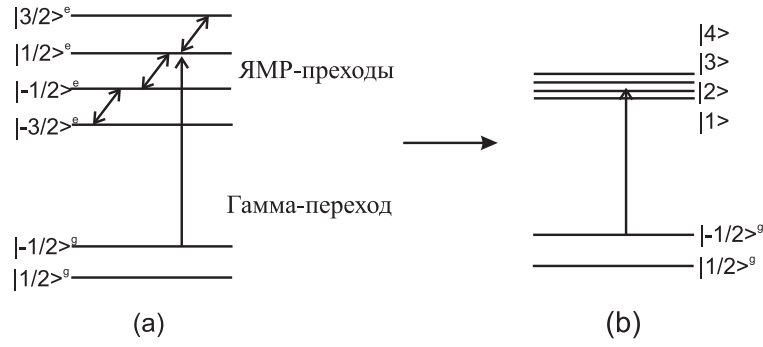 |3/2>ᵉ
|1/2>ᵉ
|-1/2>ᵉ
|-3/2>ᵉ
ЯМР-преходы
Гамма-переход
|-1/2>ᵍ
|1/2>ᵍ
(a)
|4>
|3>
|2>
|1>
|-1/2>ᵍ
|1/2>ᵍ
(b)